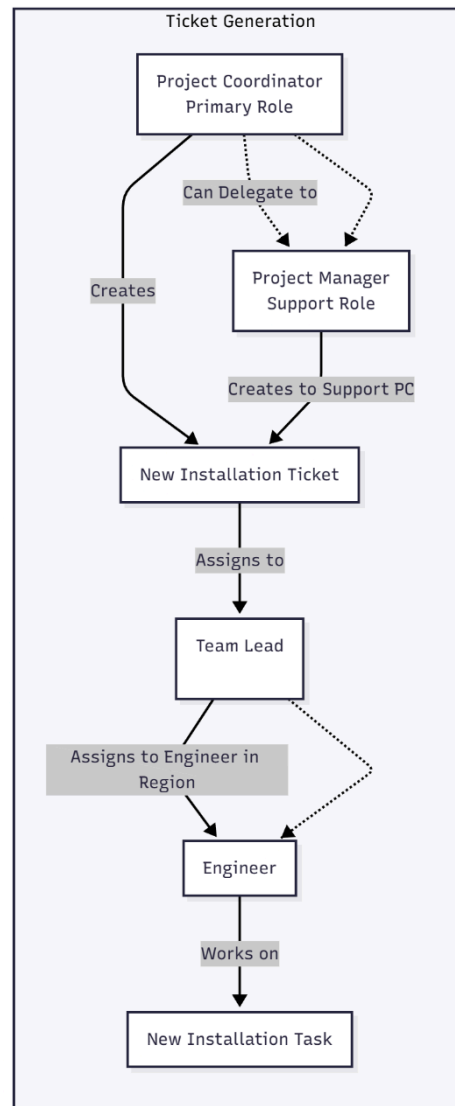 Ticket Generation
Project Coordinator
Primary Role
Can Delegate to
Project Manager
Support Role
Creates
Creates to Support PC
New Installation Ticket
Assigns to
Team Lead
Assigns to Engineer in
Region
Engineer
Works on
New Installation Task